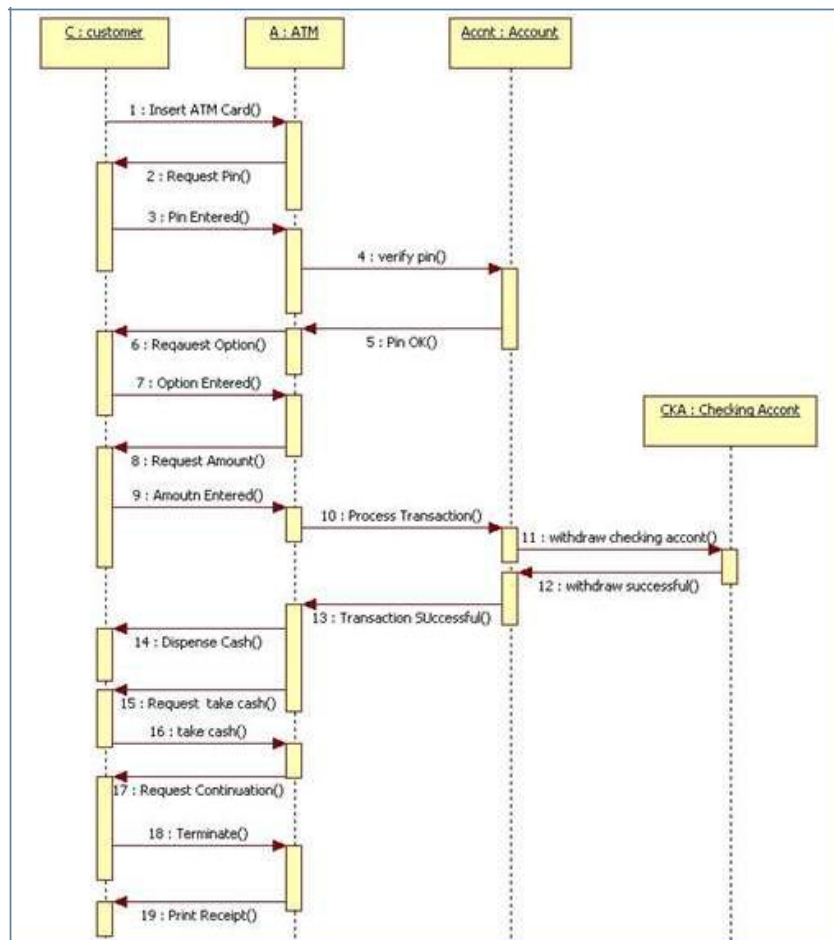 C : customer
A : ATM
Accnt : Account
1 : Insert ATM Card()
2 : Request Pin()
3 : Pin Entered()
4 : verify pin()
5 : Pin OK()
6 : Reqauest Option()
7 : Option Entered()
CKA : Checking Accont
8 : Request Amount()
9 : Amoutn Entered()
10 : Process Transaction()
11 : withdraw checking accont()
12 : withdraw successful()
13 : Transaction SUccessful()
14 : Dispense Cash()
15 : Request take cash()
16 : take cash()
17 : Request Continuation()
18 : Terminate()
19 : Print Receipt()